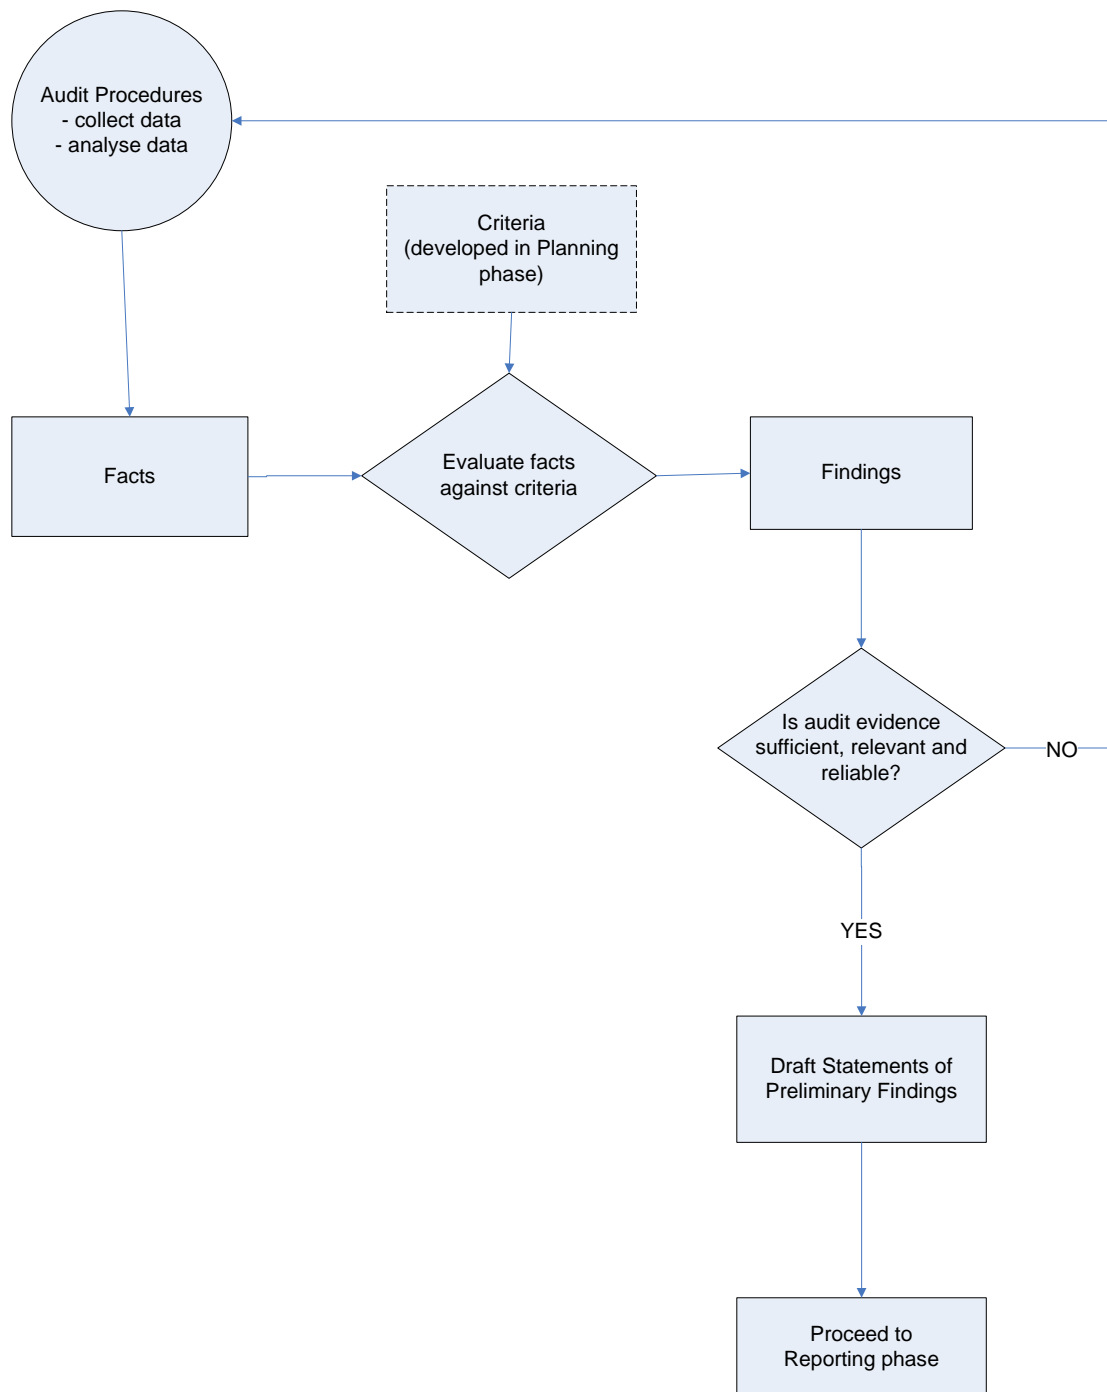 Audit Procedures
- collect data
- analyse data
Criteria
(developed in Planning
phase)
Facts
Evaluate facts
against criteria
Findings
Is audit evidence
sufficient, relevant and
reliable?
NO
YES
Draft Statements of
Preliminary Findings
Proceed to
Reporting phase